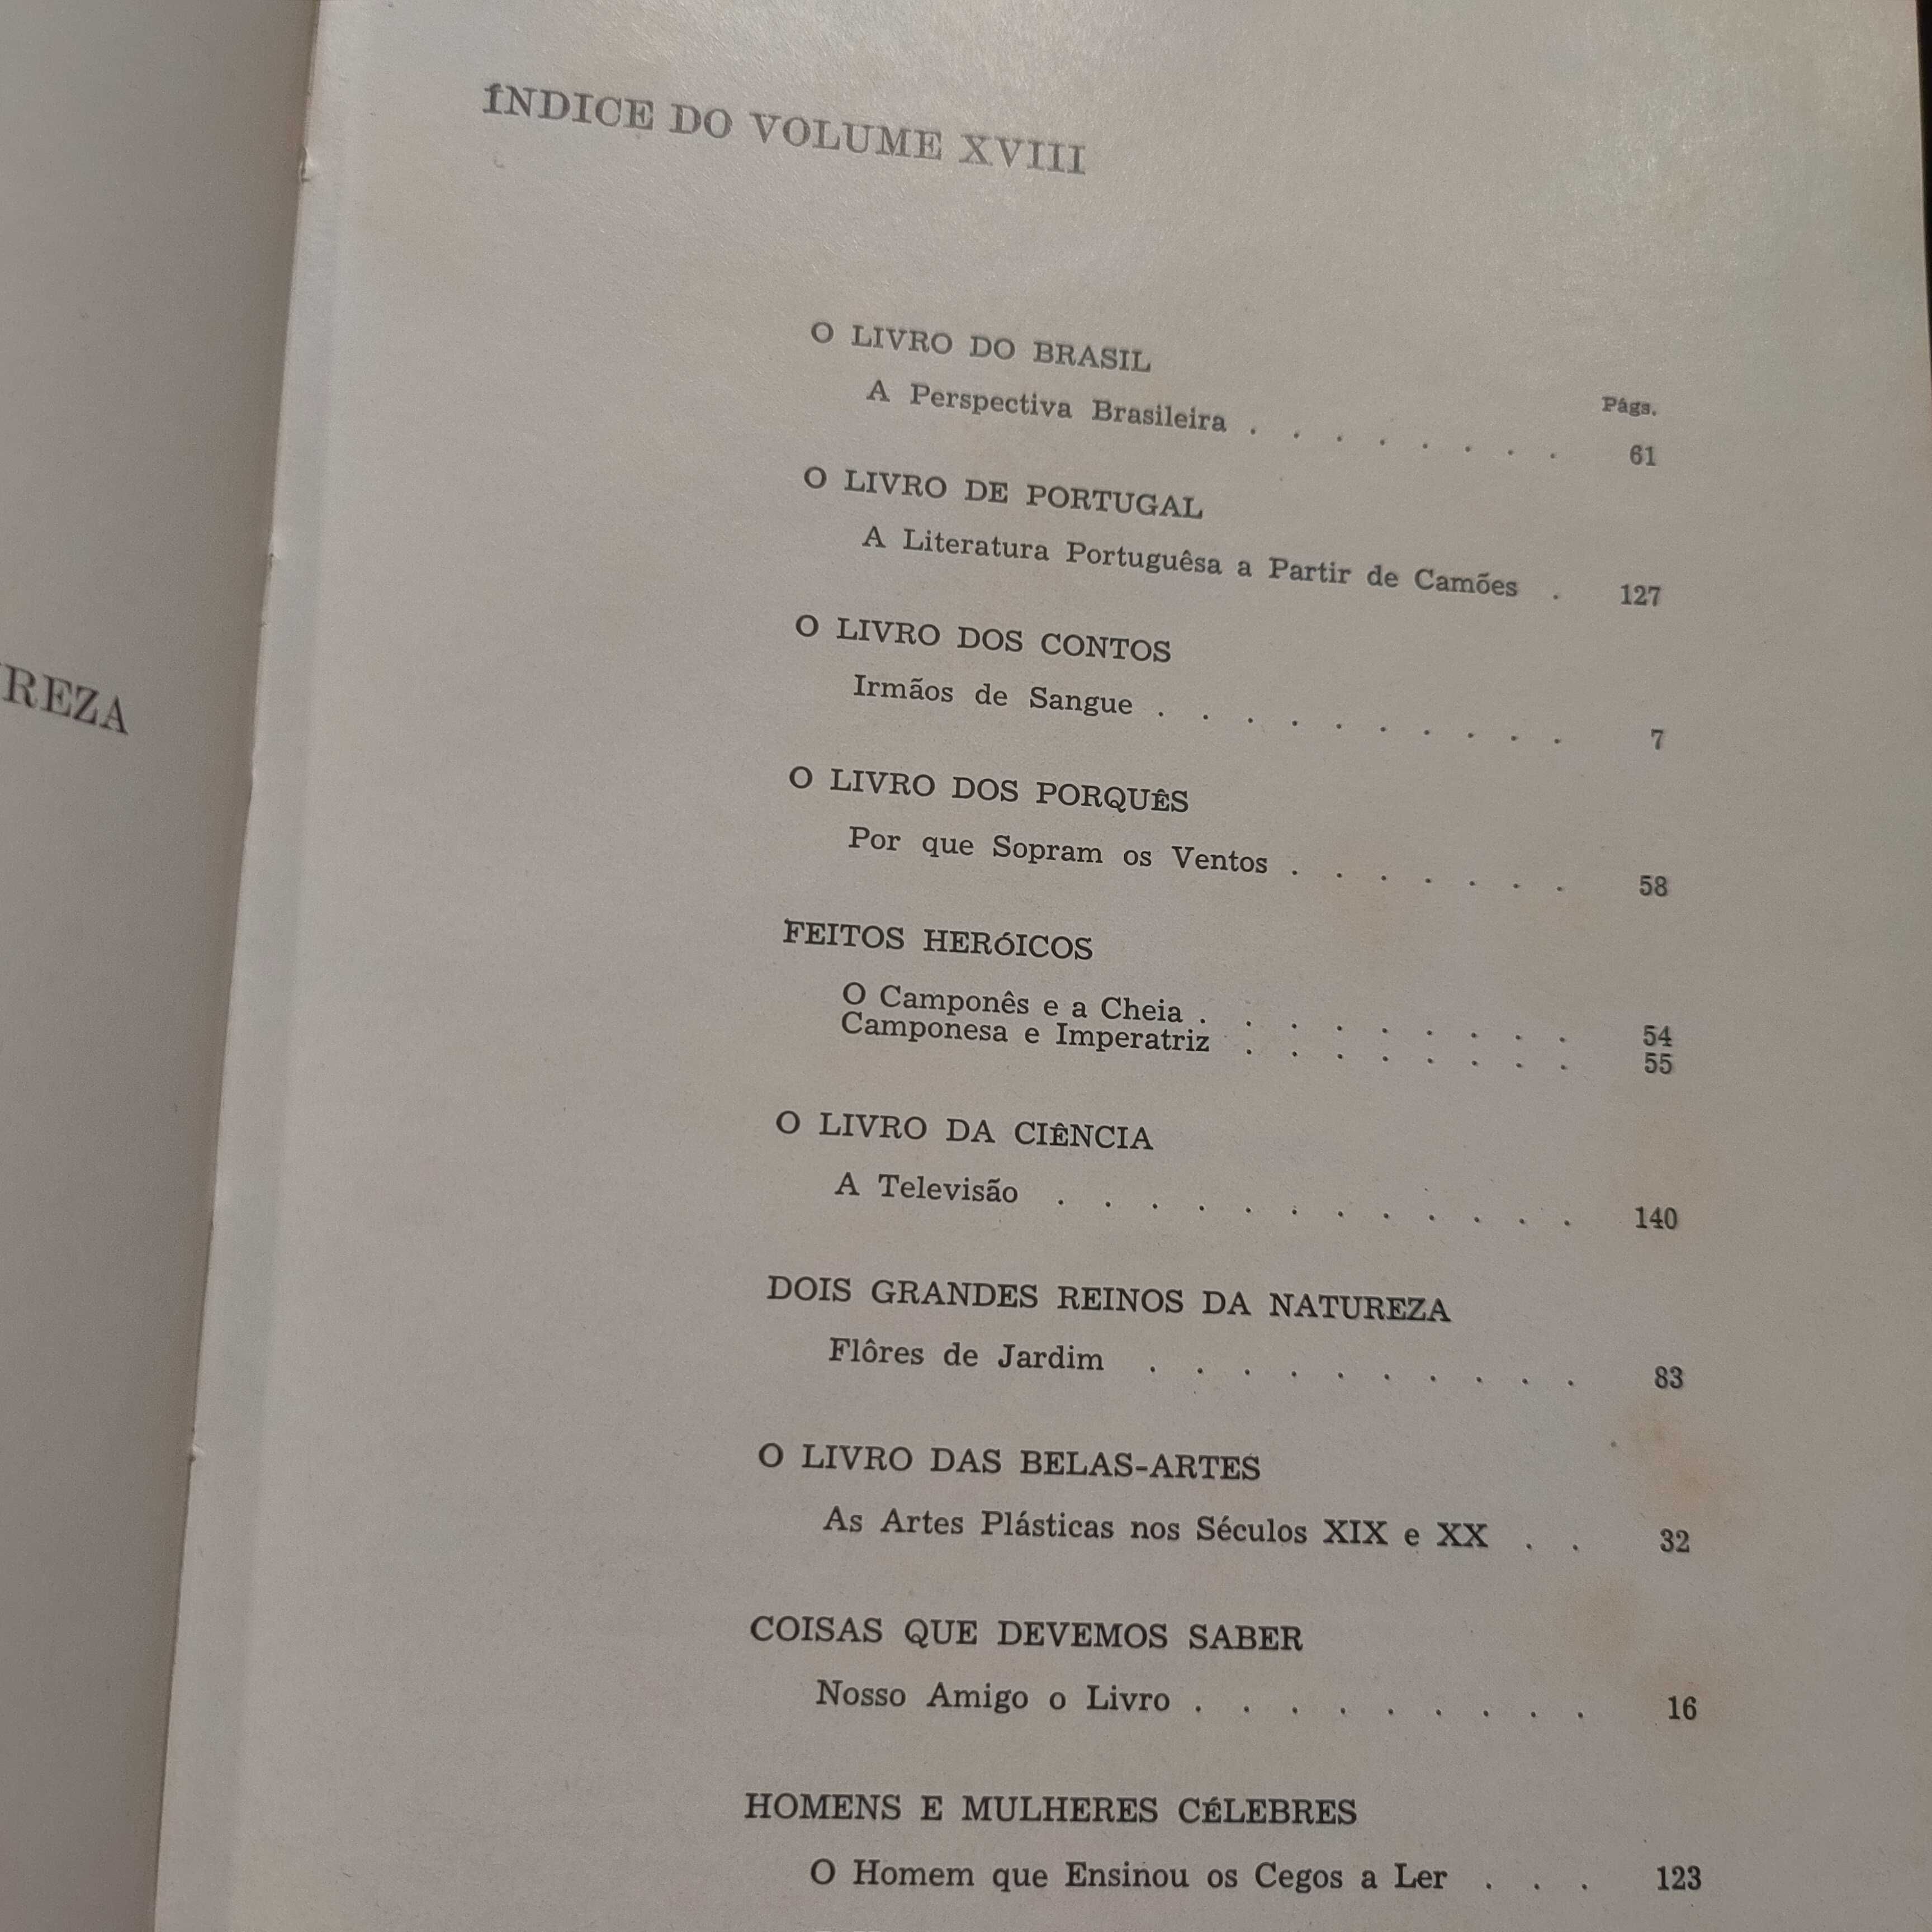 REZA
ÍNDICE DO VOLUME XVIII
O LIVRO DO BRASIL
Págs.
A Perspectiva Brasileira . . . . . . . . 61
O LIVRO DE PORTUGAL
A Literatura Portuguêsa a Partir de Camões . 127
O LIVRO DOS CONTOS
Irmãos de Sangue . . . . . . . . . . 7
O LIVRO DOS PORQUÊS
Por que Sopram os Ventos . . . . . . . 58
FEITOS HERÓICOS
O Camponês e a Cheia . . . . . . . . . 54
Camponesa e Imperatriz . . . . . . . . 55
O LIVRO DA CIÊNCIA
A Televisão . . . . . . . . . . . . 140
DOIS GRANDES REINOS DA NATUREZA
Flôres de Jardim . . . . . . . . . . 83
O LIVRO DAS BELAS-ARTES
As Artes Plásticas nos Séculos XIX e XX . . 32
COISAS QUE DEVEMOS SABER
Nosso Amigo o Livro . . . . . . . . . 16
HOMENS E MULHERES CÉLEBRES
O Homem que Ensinou os Cegos a Ler . . . 123